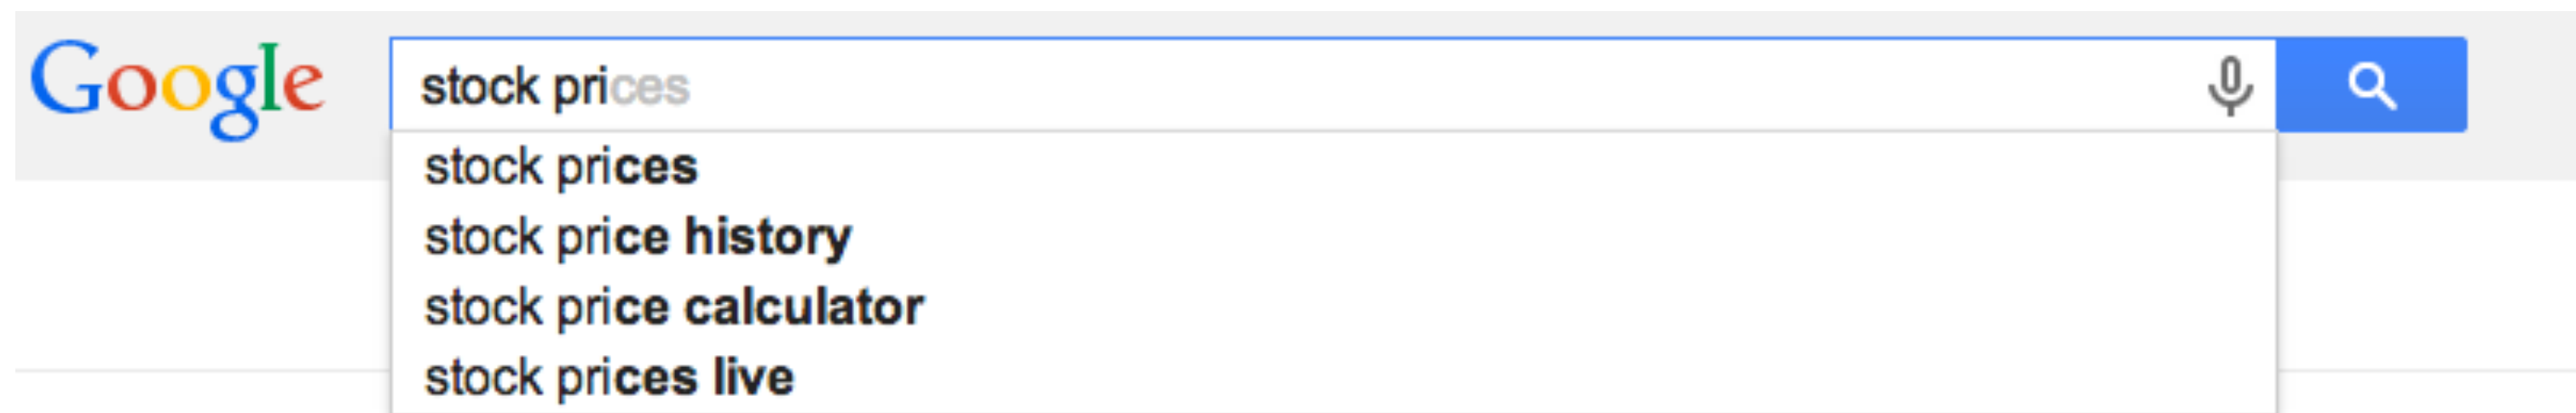 Google stock prices
stock prices
stock price history
stock price calculator
stock prices live